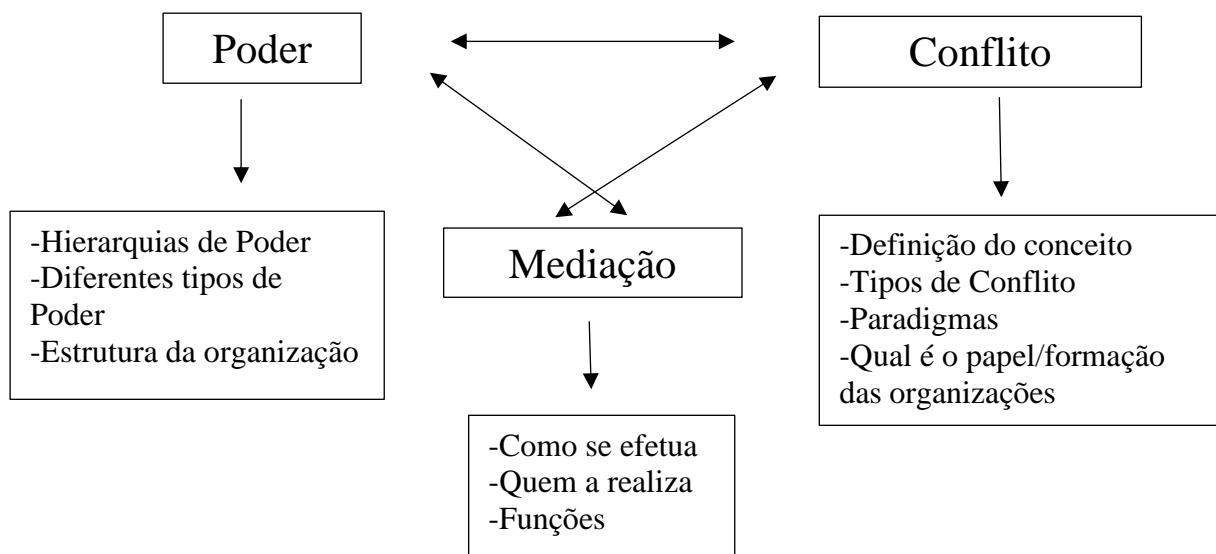 Poder
Conflito
-Hierarquias de Poder
-Diferentes tipos de
Poder
-Estrutura da organização
Mediação
-Definição do conceito
-Tipos de Conflito
-Paradigmas
-Qual é o papel/formação
das organizações
-Como se efetua
-Quem a realiza
-Funções